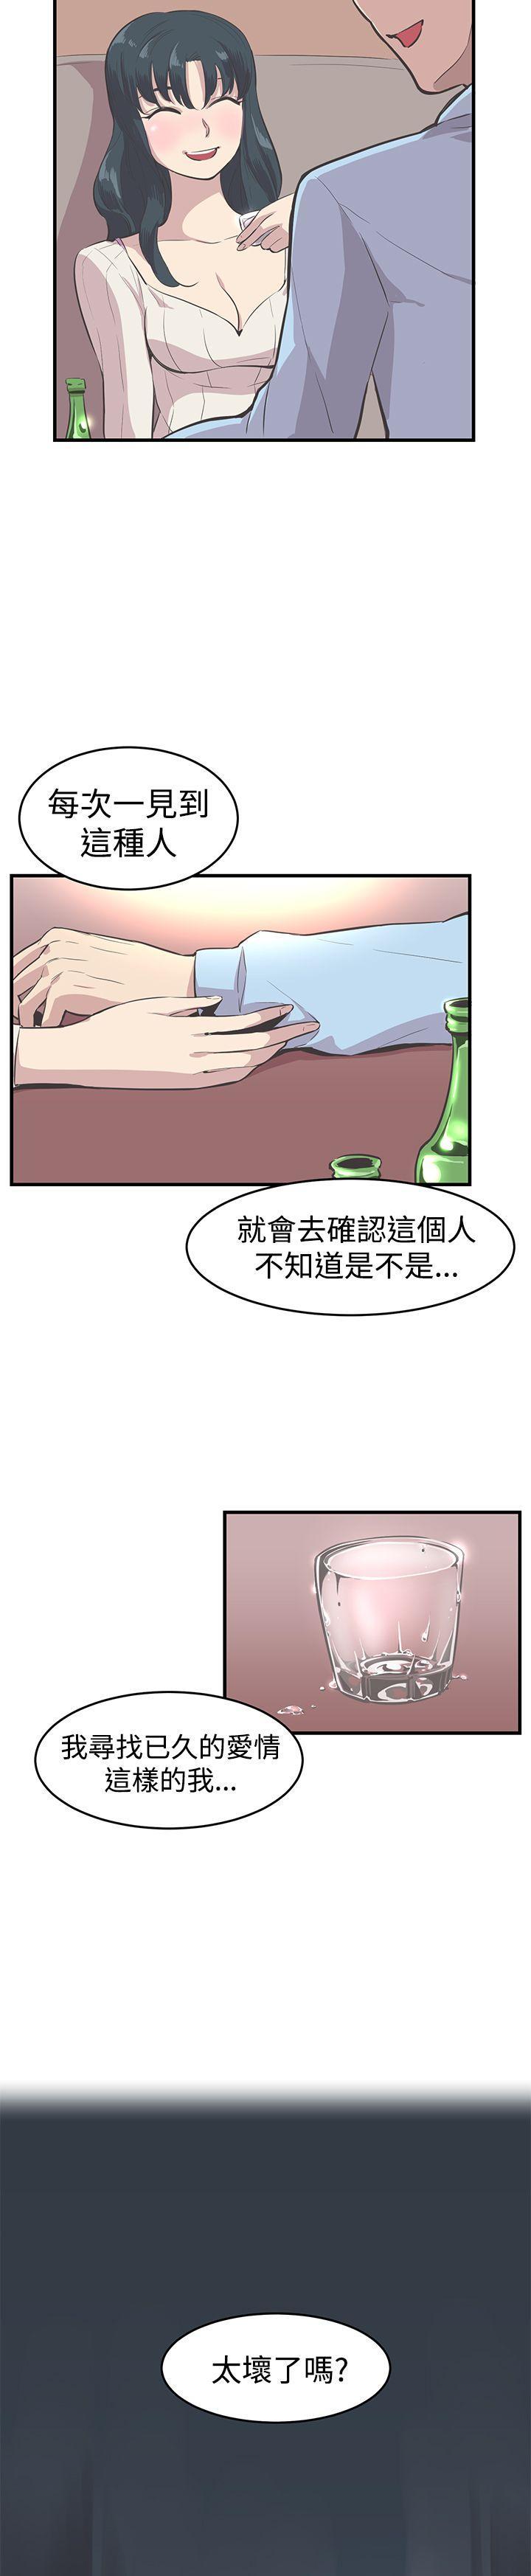 每次一見到
這種人
就會去確認這個人
不知道是不是...
我尋找已久的愛情
這樣的我...
太壞了嗎?